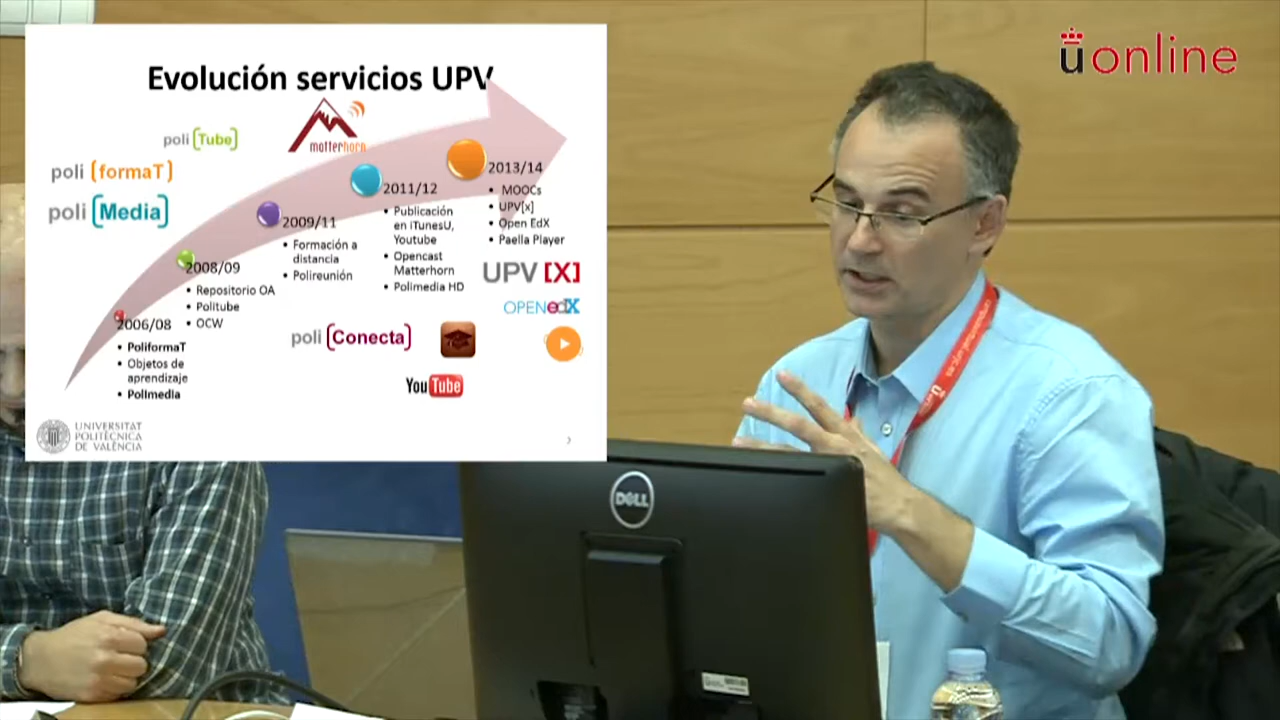 Evolución servicios UPV
poli [Tube]
matterhorn
poli [formaT]
poli [Media]
2013/14
• MOOCs
• UPV[x]
• Open EdX
• Paella Player
2011/12
• Publicación
en iTunesU,
Youtube
• Opencast
Matterhorn
• Polimedia HD
2009/11
• Formación a
distancia
• Polireunión
2008/09
• Repositorio OA
• Politube
• OCW
2006/08
• PoliformaT
• Objetos de
aprendizaje
• Polimedia
UPV [X]
OPENedX
poli [Conecta]
YouTube
UNIVERSITAT
POLITÈCNICA
DE VALÈNCIA
3
uonline
DELL